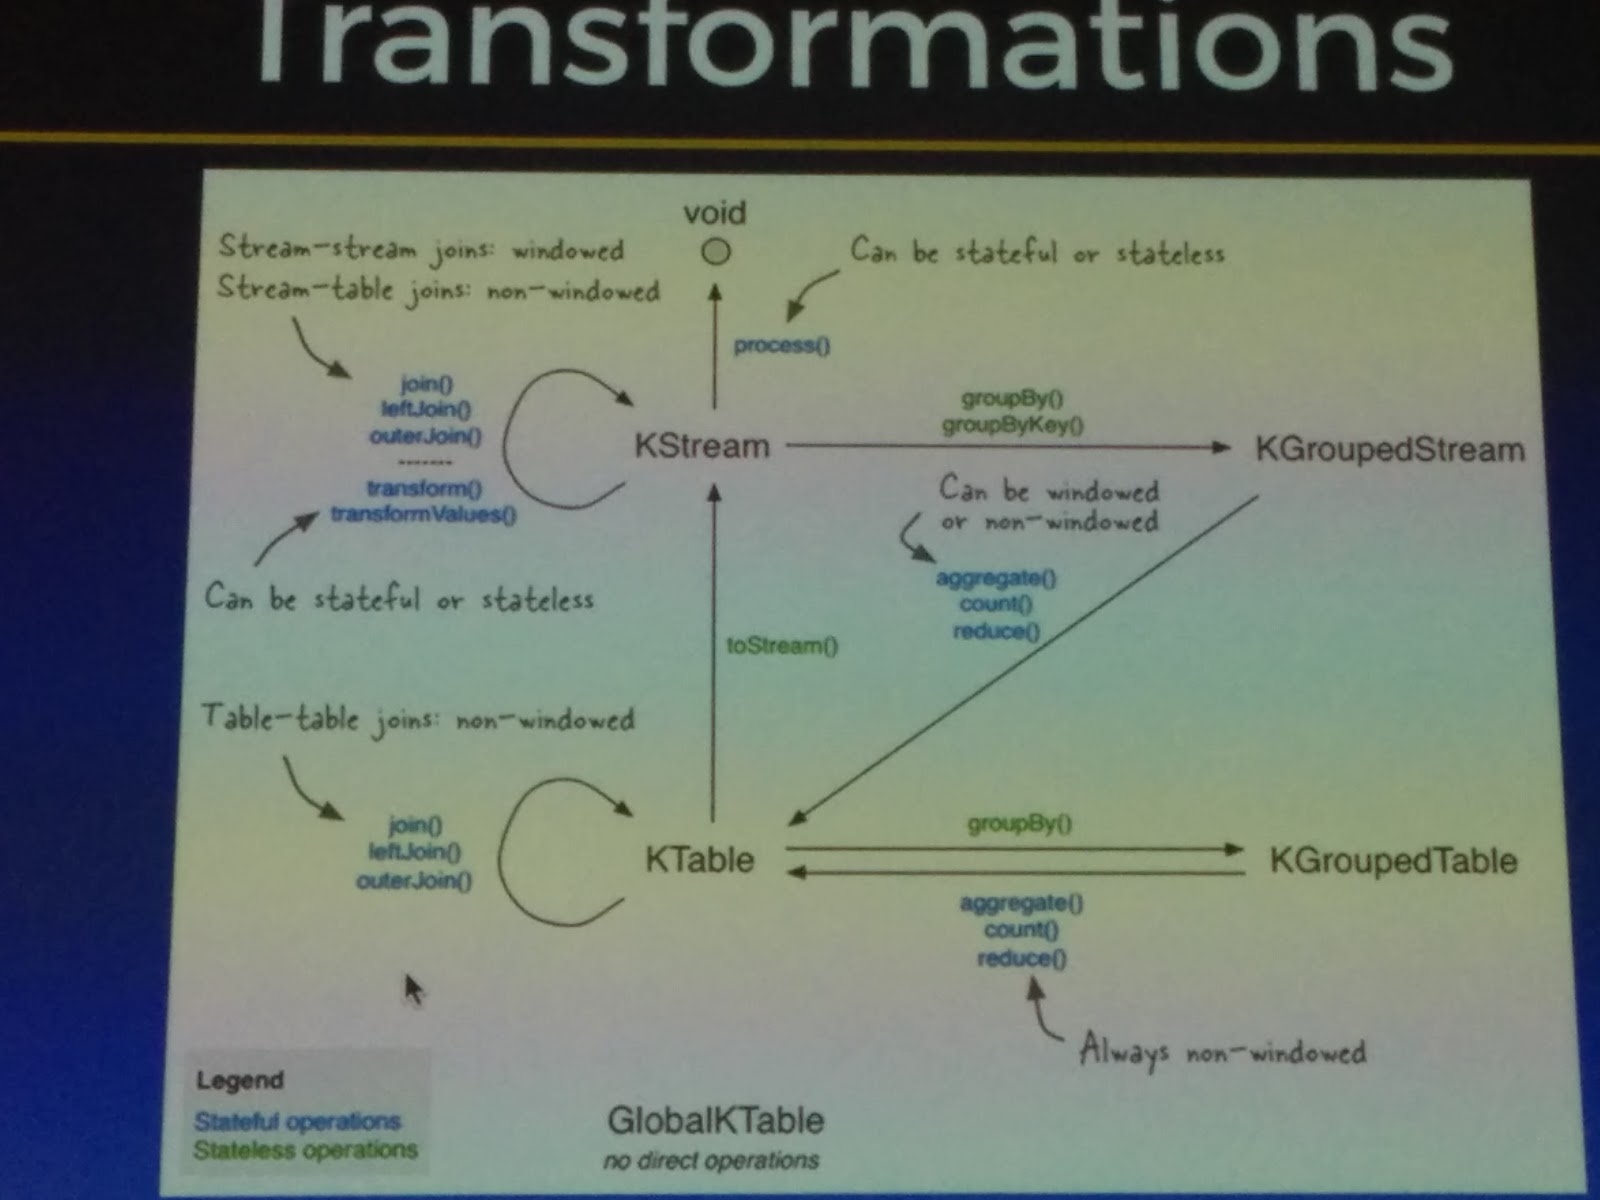 Transformations
void
Stream-stream joins: windowed
Stream-table joins: non-windowed
Can be stateful or stateless
process()
join()
leftJoin()
outerJoin()
-------
transform()
transformValues()
KStream
groupBy()
groupByKey()
KGroupedStream
Can be windowed
or non-windowed
aggregate()
count()
reduce()
Can be stateful or stateless
toStream()
Table-table joins: non-windowed
join()
leftJoin()
outerJoin()
KTable
groupBy()
KGroupedTable
aggregate()
count()
reduce()
Always non-windowed
Legend
Stateful operations
Stateless operations
GlobalKTable
no direct operations